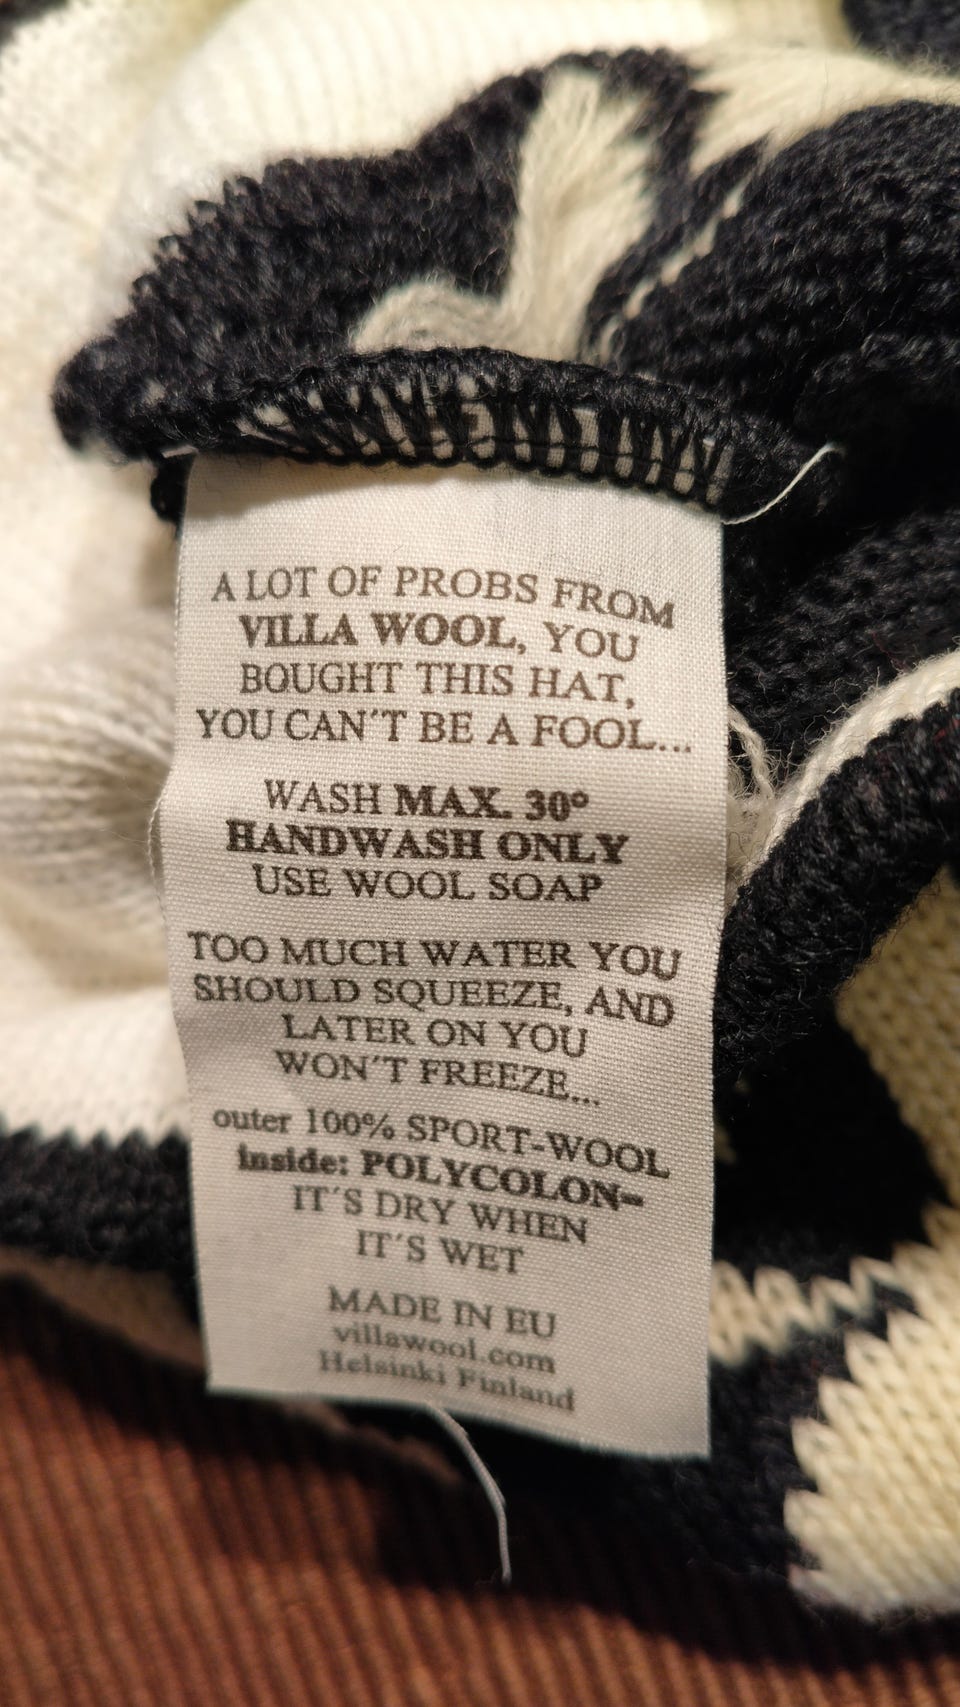 A LOT OF PROBS FROM
VILLA WOOL, YOU
BOUGHT THIS HAT,
YOU CAN´T BE A FOOL...
WASH MAX. 30°
HANDWASH ONLY
USE WOOL SOAP
TOO MUCH WATER YOU
SHOULD SQUEEZE, AND
LATER ON YOU
WON´T FREEZE...
outer 100% SPORT-WOOL
inside: POLYCOLON-
IT´S DRY WHEN
IT´S WET
MADE IN EU
villawool.com
Helsinki Finland